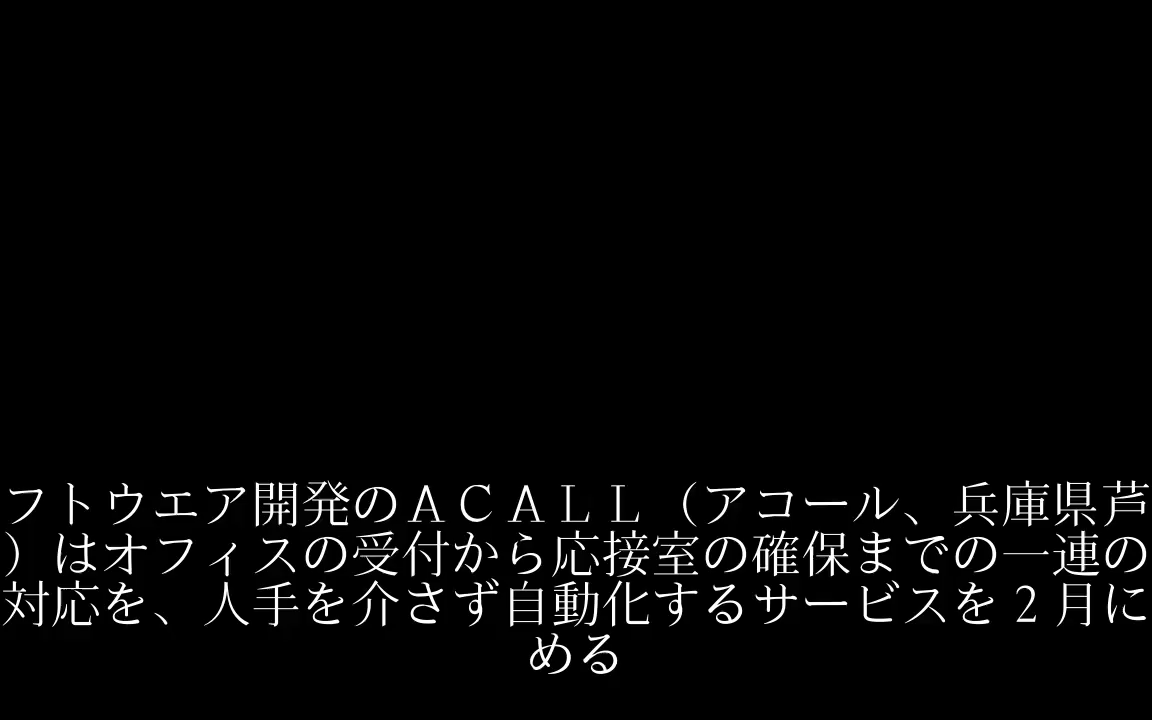 フトウエア開発のＡＣＡＬＬ（アコール、兵庫県芦
）はオフィスの受付から応接室の確保までの一連の
対応を、人手を介さず自動化するサービスを２月に
める